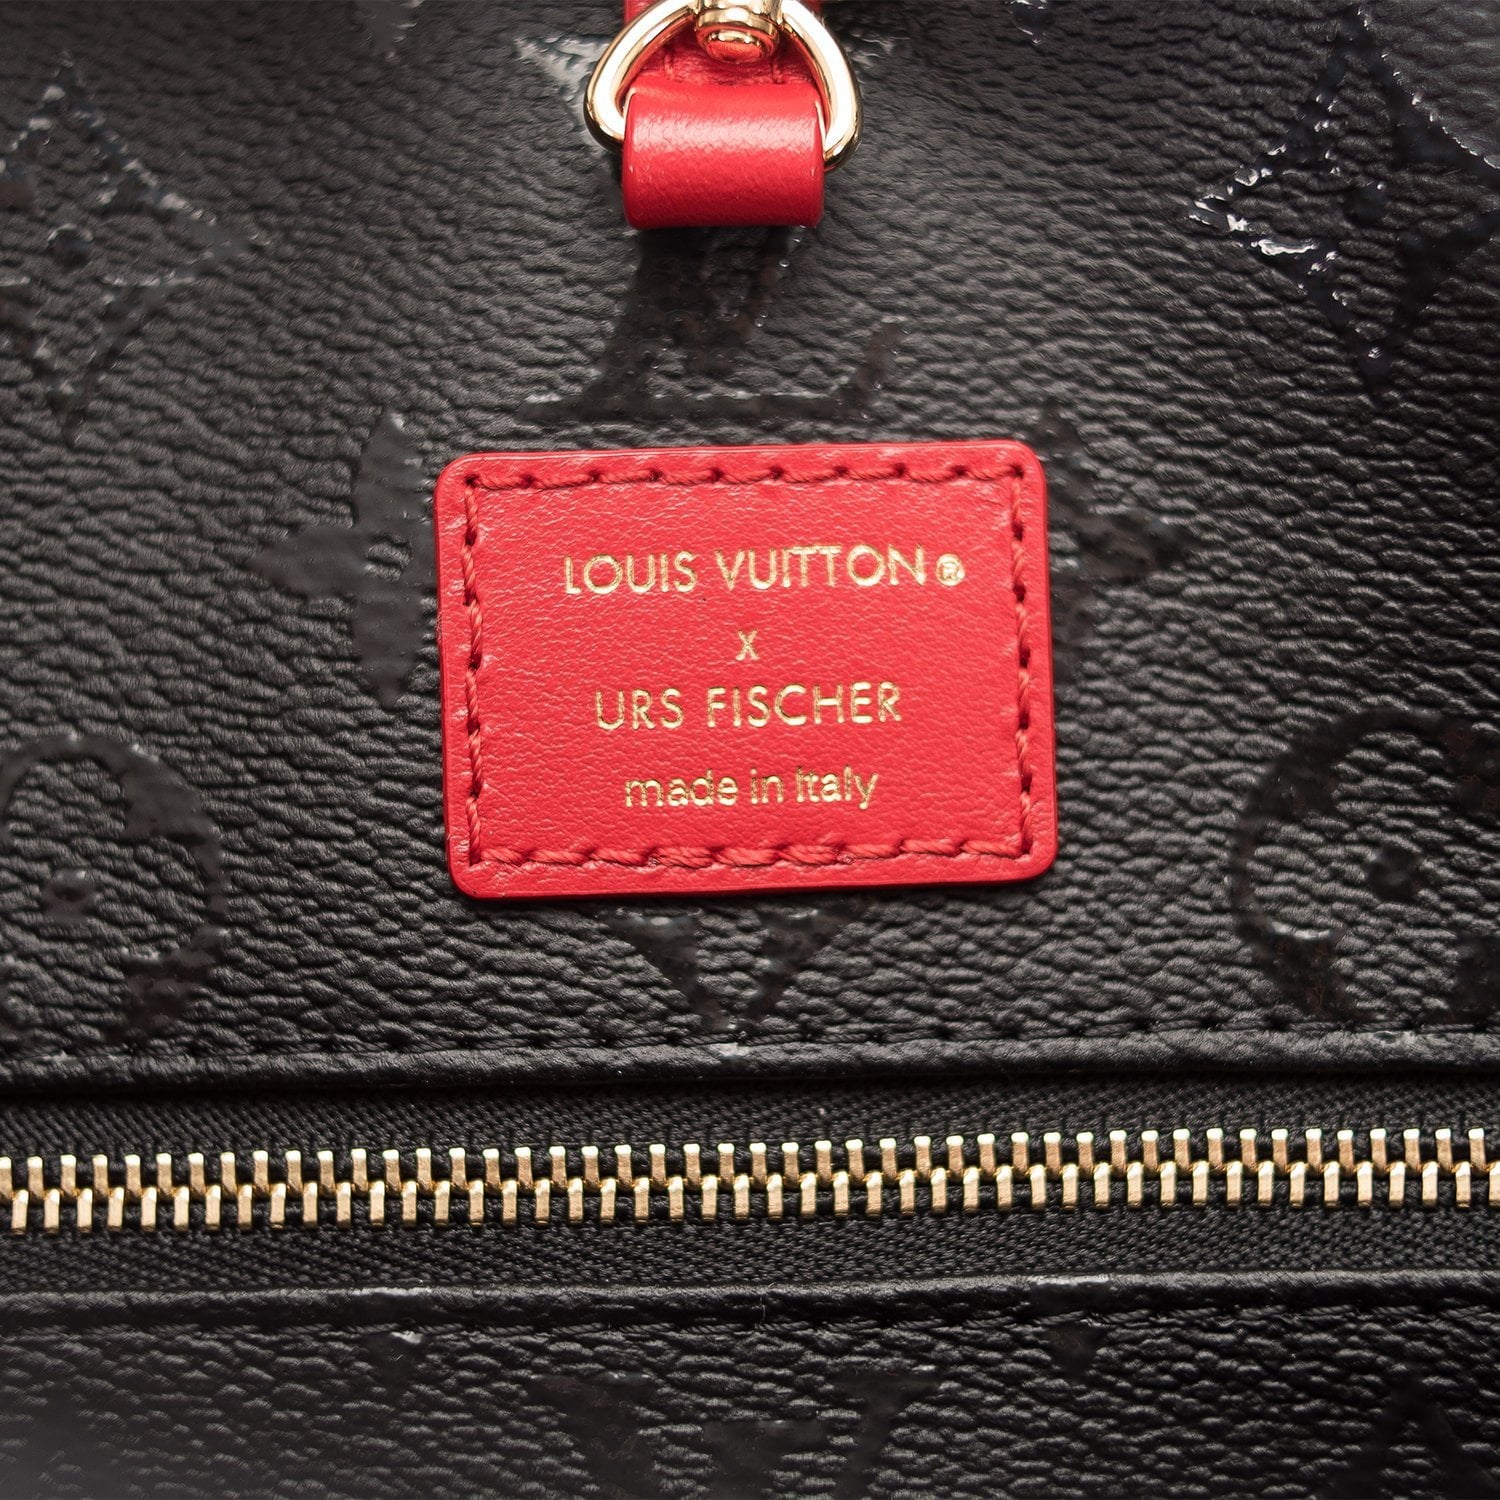 LOUIS VUITTON®
x
URS FISCHER
made in italy